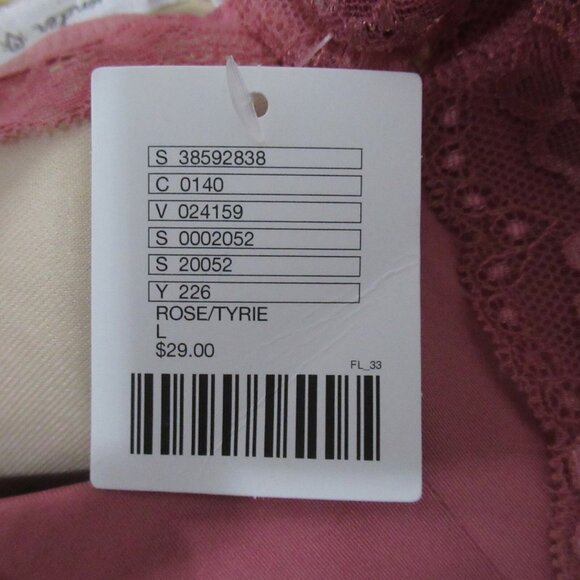 S 38592838
C 0140
V 024159
S 0002052
S 20052
Y 226
ROSE/TYRIE
L
$29.00
FL_33